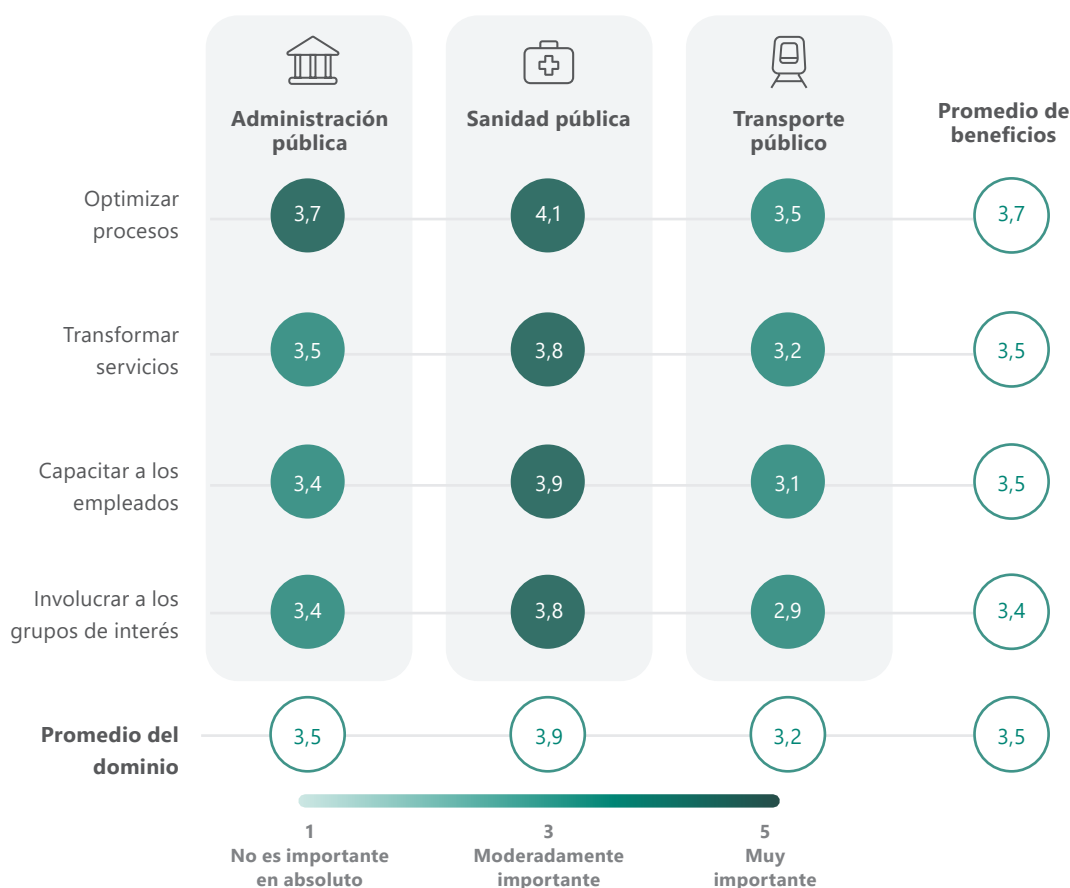 Administración
pública
Sanidad pública
Transporte
público
Promedio de
beneficios
Optimizar
procesos
3,7
4,1
3,5
3,7
Transformar
servicios
3,5
3,8
3,2
3,5
Capacitar a los
empleados
3,4
3,9
3,1
3,5
Involucrar a los
grupos de interés
3,4
3,8
2,9
3,4
Promedio del
dominio
3,5
3,9
3,2
3,5
1
No es importante
en absoluto
3
Moderadamente
importante
5
Muy
importante